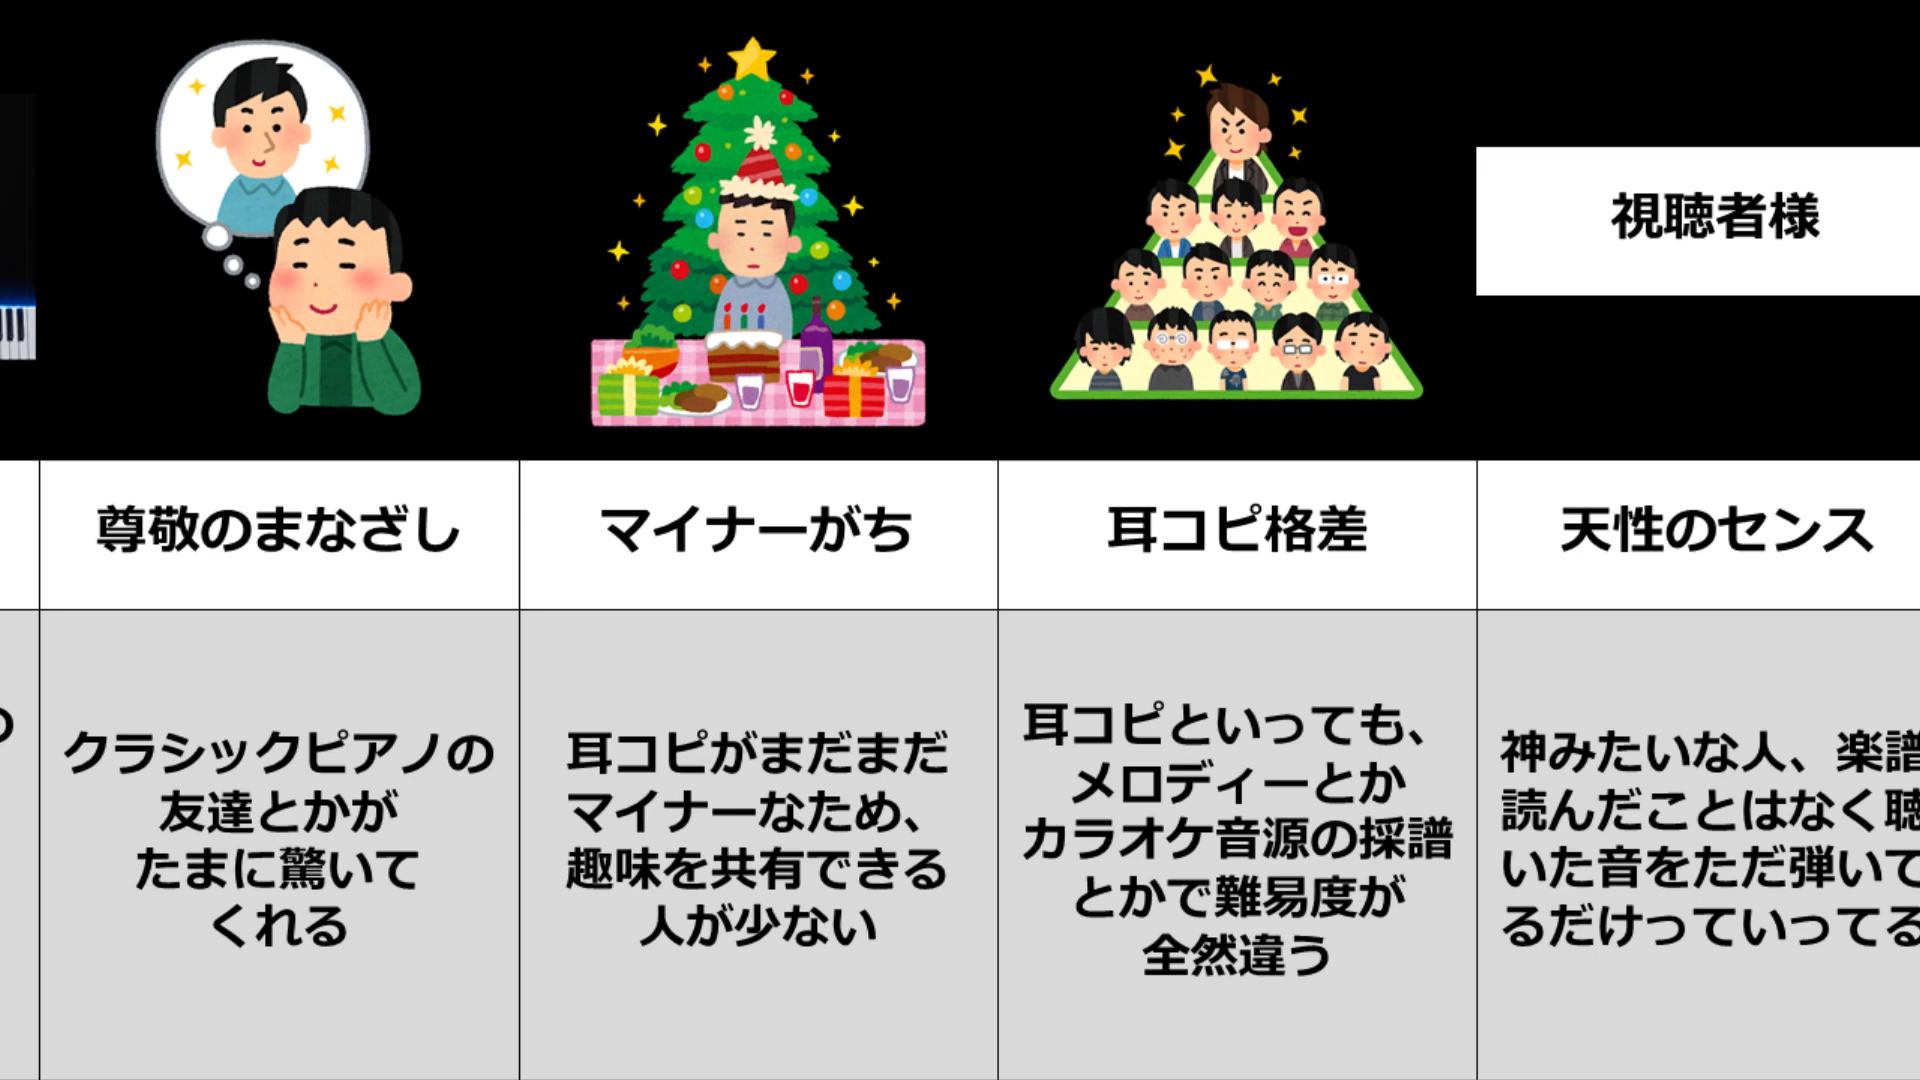 視聴者様
尊敬のまなざし
マイナーがち
耳コピ格差
天性のセンス
クラシックピアノの
友達とかが
たまに驚いて
くれる
耳コピがまだまだ
マイナーなため、
趣味を共有できる
人が少ない
耳コピといっても、
メロディーとか
カラオケ音源の採譜
とかで難易度が
全然違う
神みたいな人、楽譜
読んだことはなく聴
いた音をただ弾いて
るだけっていってる